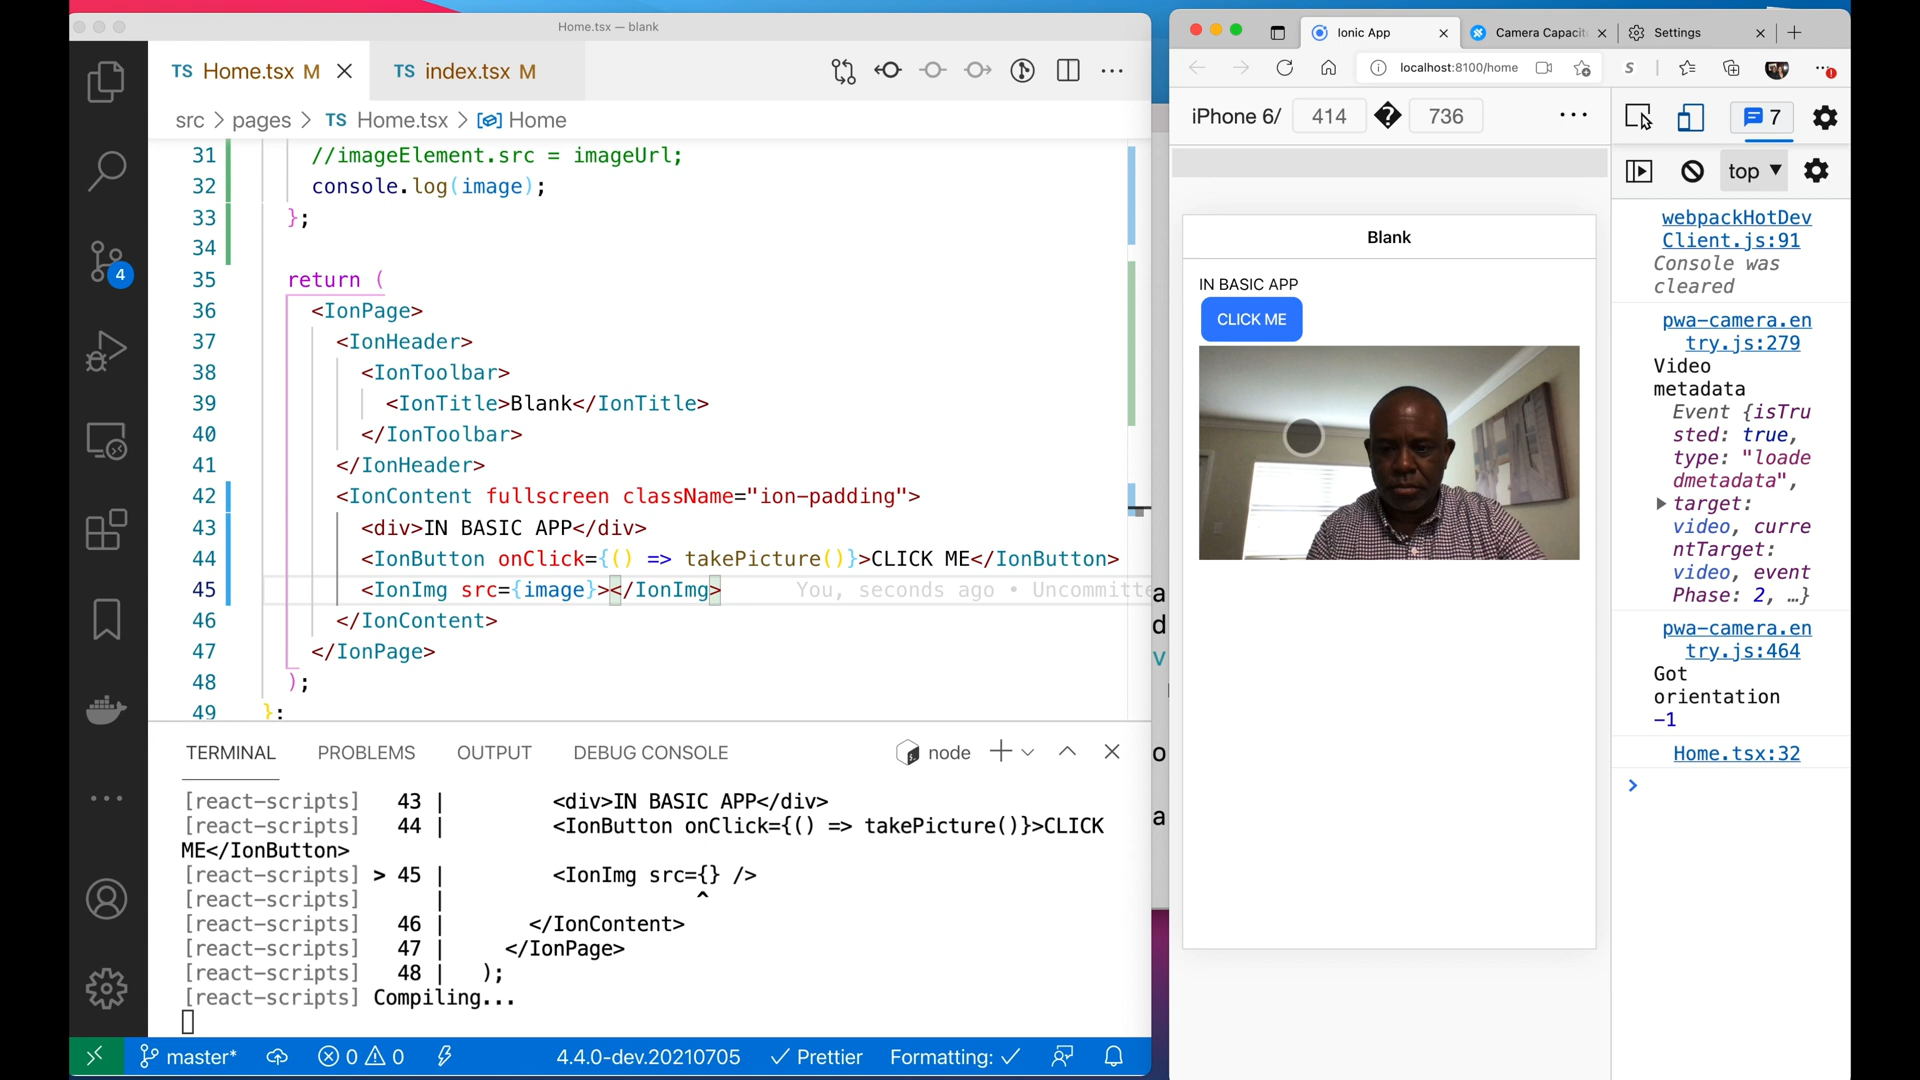 Home.tsx — blank
TS Home.tsx M
TS index.tsx M
src > pages > TS Home.tsx > Home
31 //imageElement.src = imageUrl;
32 console.log(image);
33 };
34
35 return (
36 <IonPage>
37 <IonHeader>
38 <IonToolbar>
39 <IonTitle>Blank</IonTitle>
40 </IonToolbar>
41 </IonHeader>
42 <IonContent fullscreen className="ion-padding">
43 <div>IN BASIC APP</div>
44 <IonButton onClick={() => takePicture()}>CLICK ME</IonButton>
45 <IonImg src={image}></IonImg> You, seconds ago • Uncommitte
46 </IonContent>
47 </IonPage>
48 );
49 };
4
TERMINAL PROBLEMS OUTPUT DEBUG CONSOLE
node
[react-scripts] 43 | <div>IN BASIC APP</div>
[react-scripts] 44 | <IonButton onClick={() => takePicture()}>CLICK
ME</IonButton>
[react-scripts] > 45 | <IonImg src={} />
[react-scripts] | ^
[react-scripts] 46 | </IonContent>
[react-scripts] 47 | </IonPage>
[react-scripts] 48 | );
[react-scripts] Compiling...
master* 0 0 4.4.0-dev.20210705 Prettier Formatting:
a
d
v
o
a
Ionic App
Camera Capacit
Settings
localhost:8100/home
iPhone 6/ 414 � 736
7
top
Blank
IN BASIC APP
CLICK ME
webpackHotDev
Client.js:91
Console was
cleared
pwa-camera.en
try.js:279
Video
metadata
Event {isTru
sted: true,
type: "loade
dmetadata",
target:
video, curre
ntTarget:
video, event
Phase: 2, …}
pwa-camera.en
try.js:464
Got
orientation
-1
Home.tsx:32
>